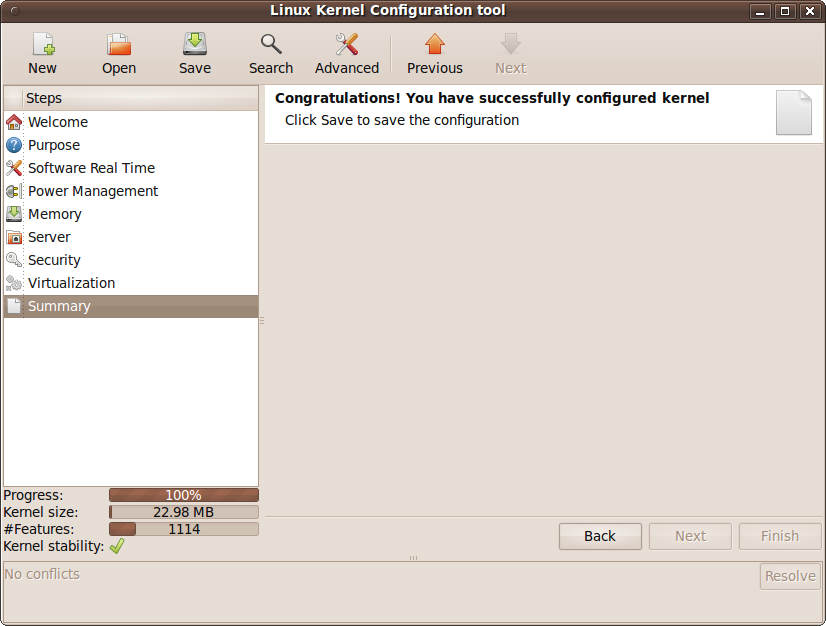 Linux Kernel Configuration tool
New Open Save Search Advanced Previous Next
Steps
Welcome
Purpose
Software Real Time
Power Management
Memory
Server
Security
Virtualization
Summary
Congratulations! You have successfully configured kernel
Click Save to save the configuration
Progress: 100%
Kernel size: 22.98 MB
#Features: 1114
Kernel stability:
Back Next Finish
No conflicts
Resolve